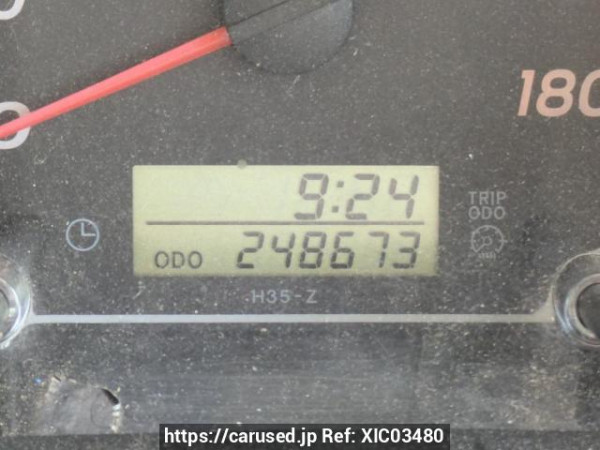 180
9:24
TRIP
ODO
ODO 248673
H35-Z
https://carused.jp Ref: XIC03480